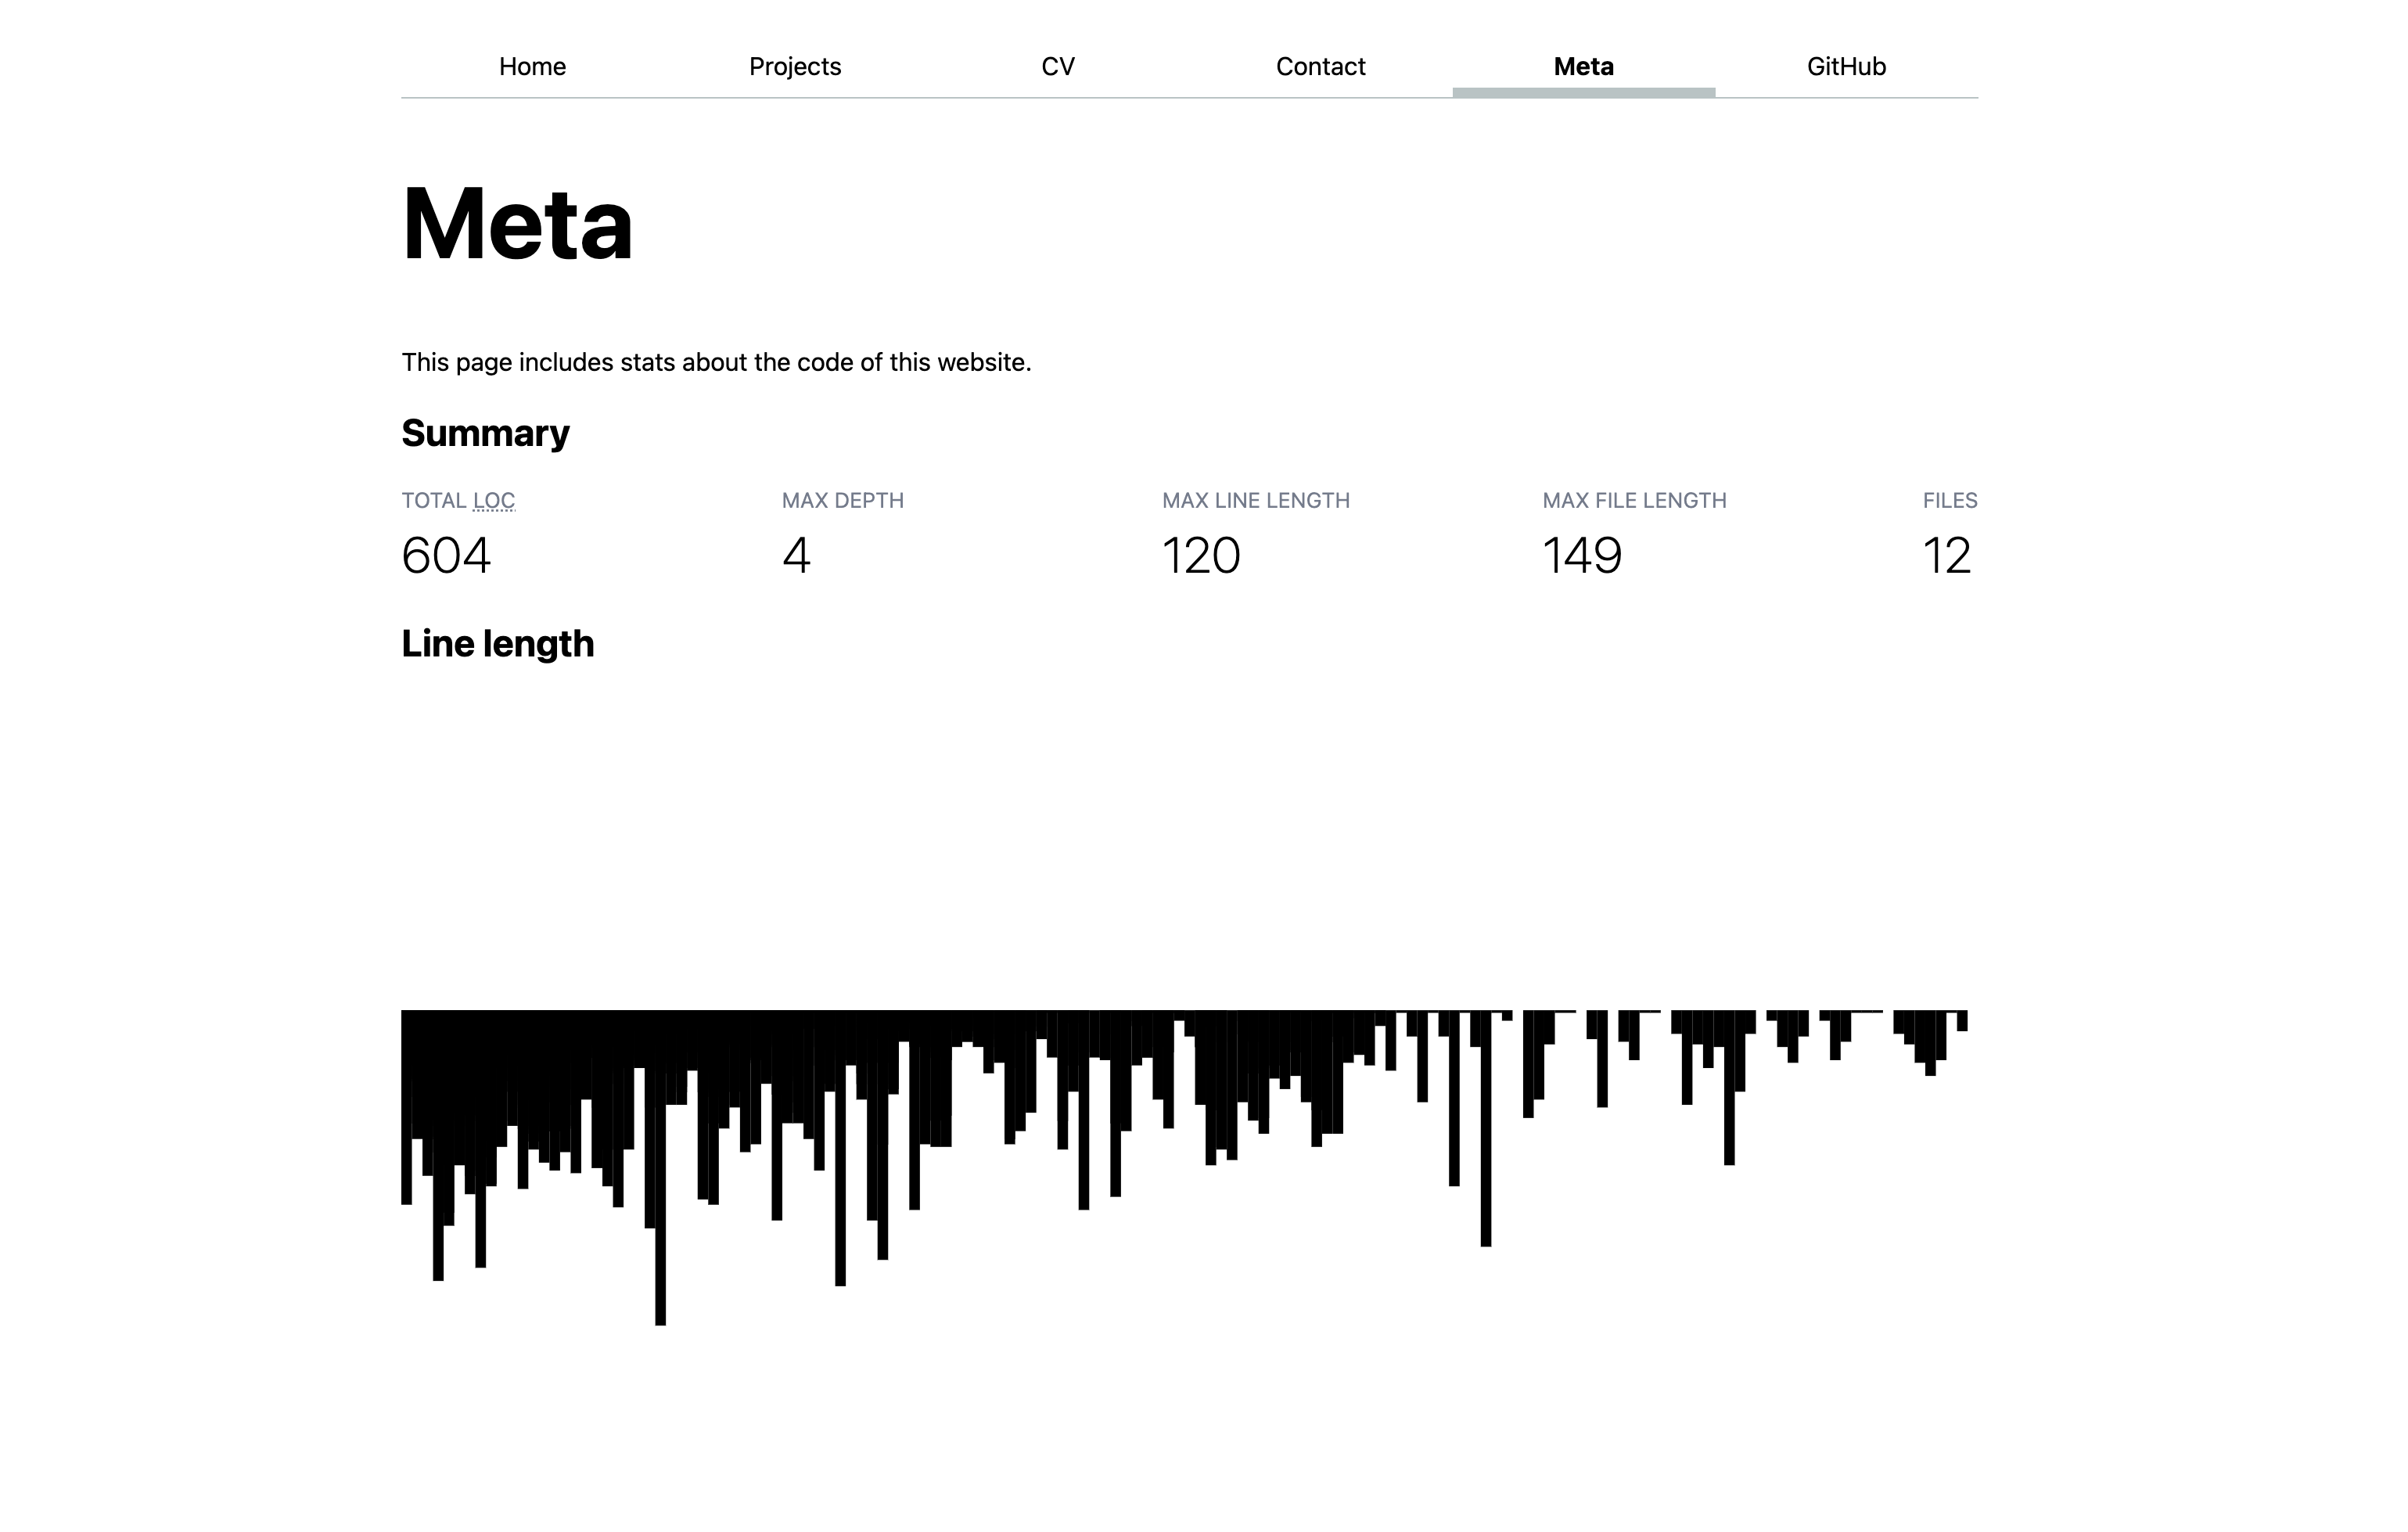 Home Projects CV Contact Meta GitHub
Meta
This page includes stats about the code of this website.
Summary
TOTAL LOC MAX DEPTH MAX LINE LENGTH MAX FILE LENGTH FILES
604 4 120 149 12
Line length